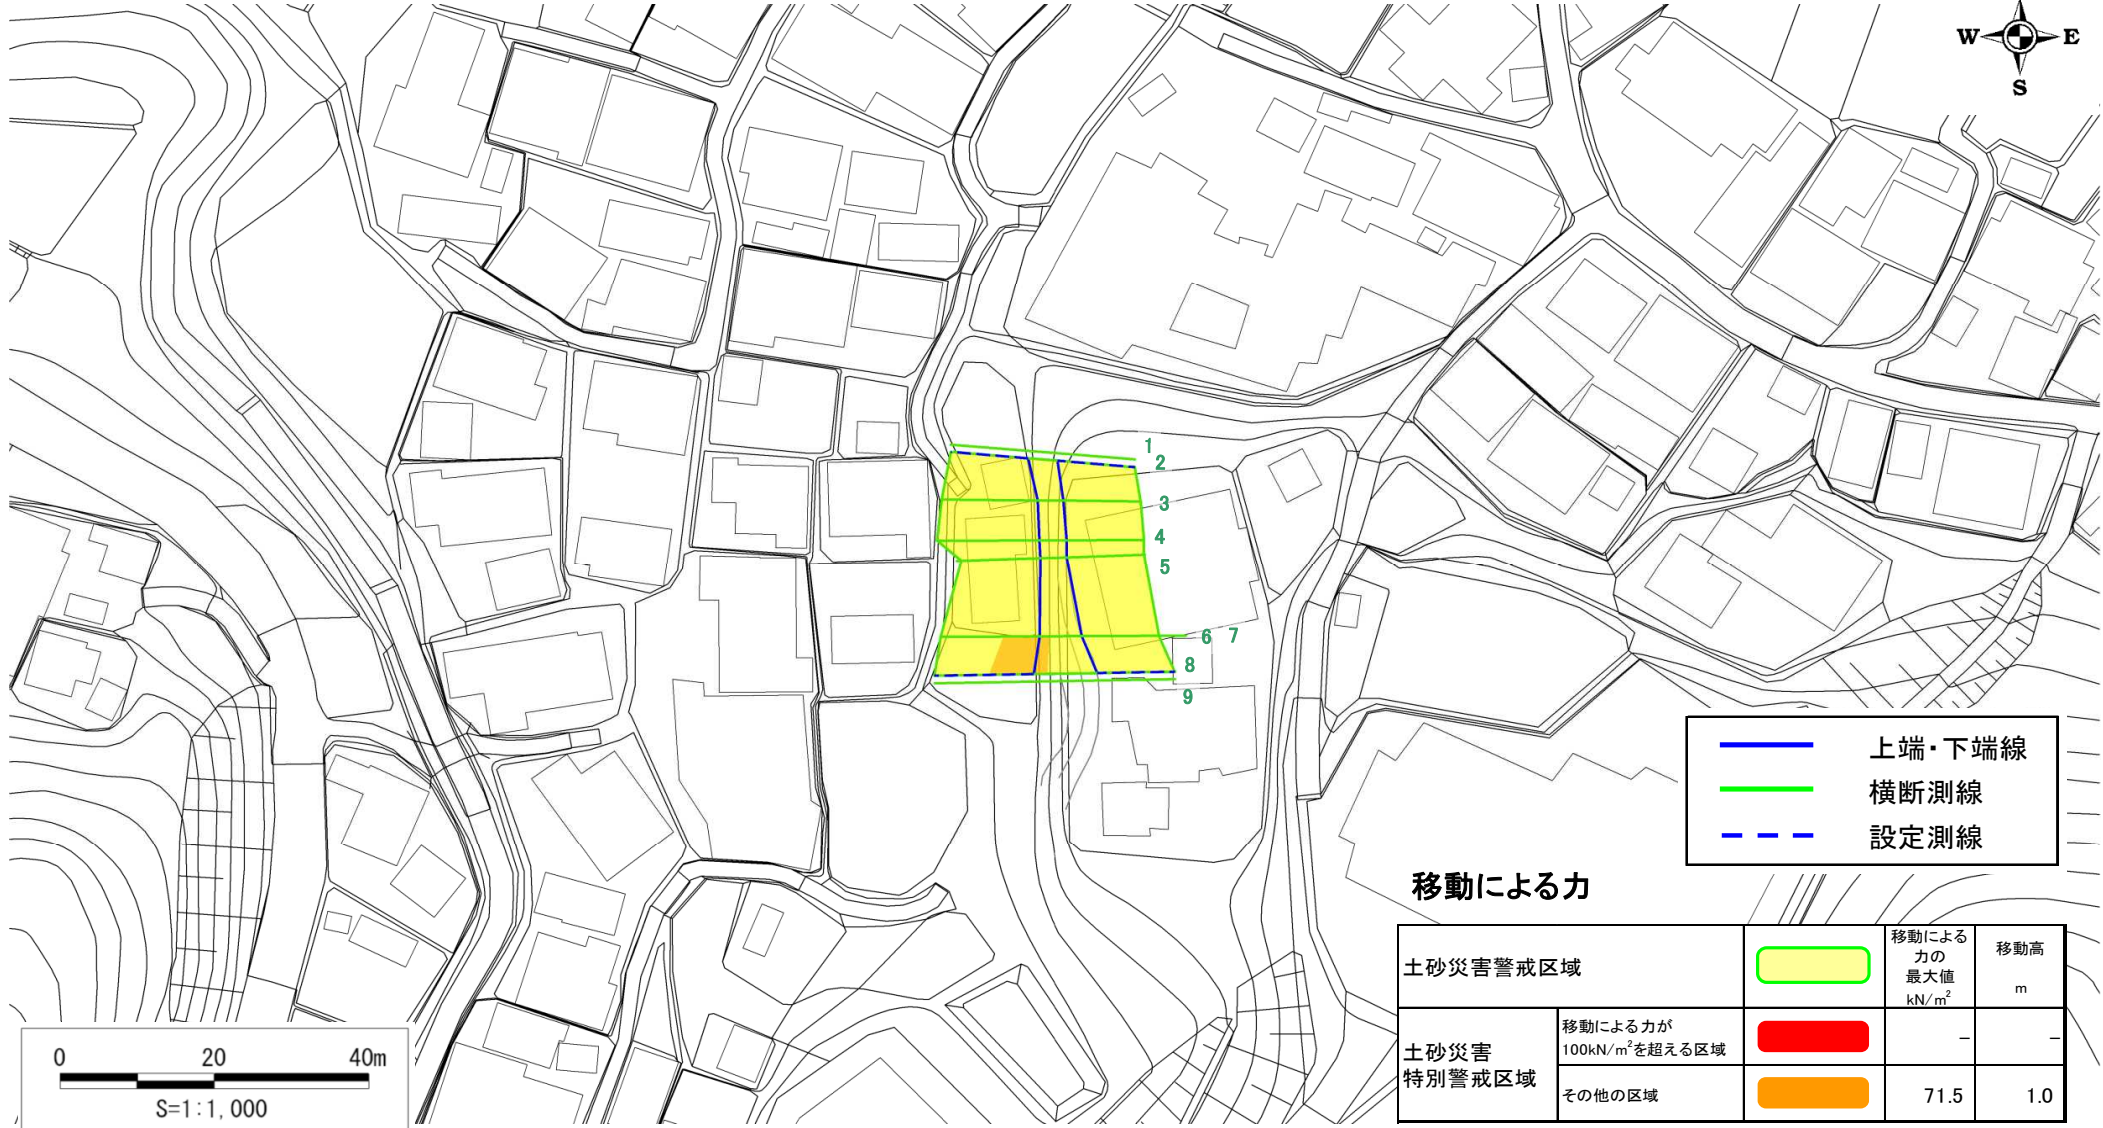 W E
S
1
2
3
4
5
6 7
8
9
上端・下端線
横断測線
設定測線
移動による力
土砂災害警戒区域
移動による
力の
最大値
kN/m²
移動高
m
土砂災害
特別警戒区域
移動による力が
100kN/m²を超える区域
－
－
その他の区域
71.5
1.0
0 20 40m
S=1:1,000